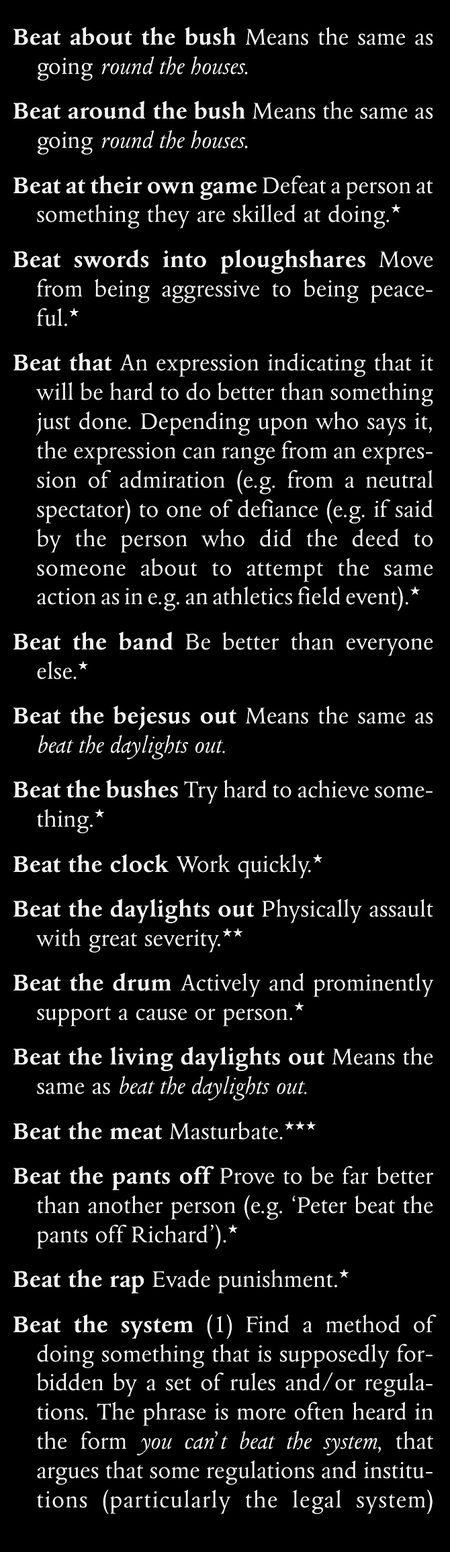 Beat about the bush Means the same as
going round the houses.
Beat around the bush Means the same as
going round the houses.
Beat at their own game Defeat a person at
something they are skilled at doing.★
Beat swords into ploughshares Move
from being aggressive to being peace-
ful.★
Beat that An expression indicating that it
will be hard to do better than something
just done. Depending upon who says it,
the expression can range from an expres-
sion of admiration (e.g. from a neutral
spectator) to one of defiance (e.g. if said
by the person who did the deed to
someone about to attempt the same
action as in e.g. an athletics field event).★
Beat the band Be better than everyone
else.★
Beat the bejesus out Means the same as
beat the daylights out.
Beat the bushes Try hard to achieve some-
thing.★
Beat the clock Work quickly.★
Beat the daylights out Physically assault
with great severity.★★
Beat the drum Actively and prominently
support a cause or person.★
Beat the living daylights out Means the
same as beat the daylights out.
Beat the meat Masturbate.★★★
Beat the pants off Prove to be far better
than another person (e.g. ‘Peter beat the
pants off Richard’).★
Beat the rap Evade punishment.★
Beat the system (1) Find a method of
doing something that is supposedly for-
bidden by a set of rules and/or regula-
tions. The phrase is more often heard in
the form you can't beat the system, that
argues that some regulations and institu-
tions (particularly the legal system)